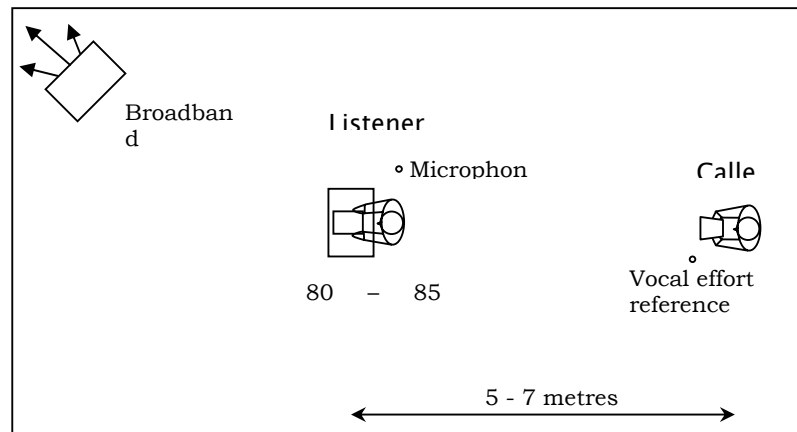 Broadban
d
Listener
Microphon
Calle
80 – 85
Vocal effort
reference
5 - 7 metres